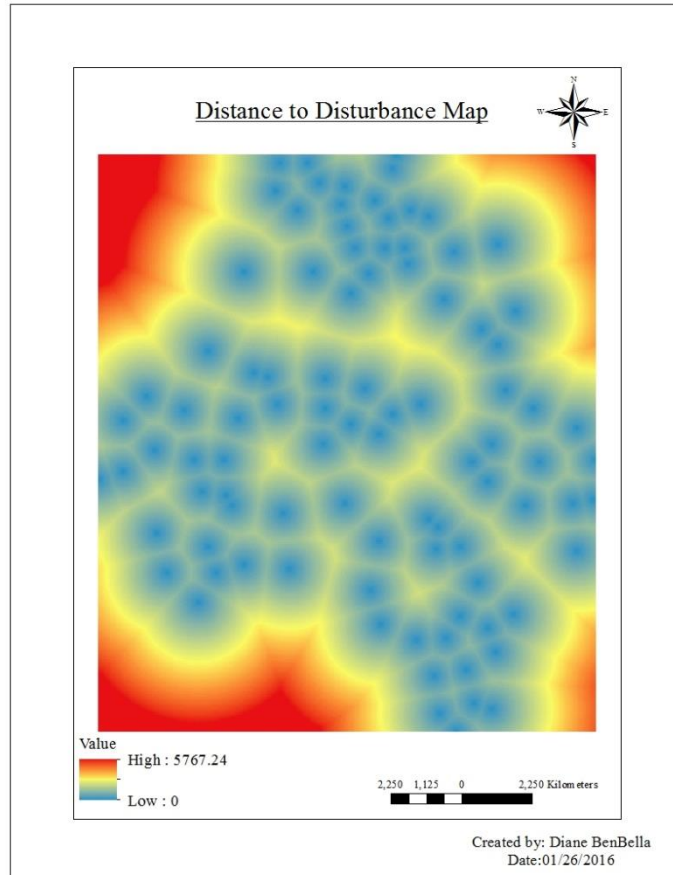 N
Distance to Disturbance Map
W E
S
Value
High : 5767.24
Low : 0
2,250 1,125 0 2,250 Kilometers
Created by: Diane BenBella
Date:01/26/2016